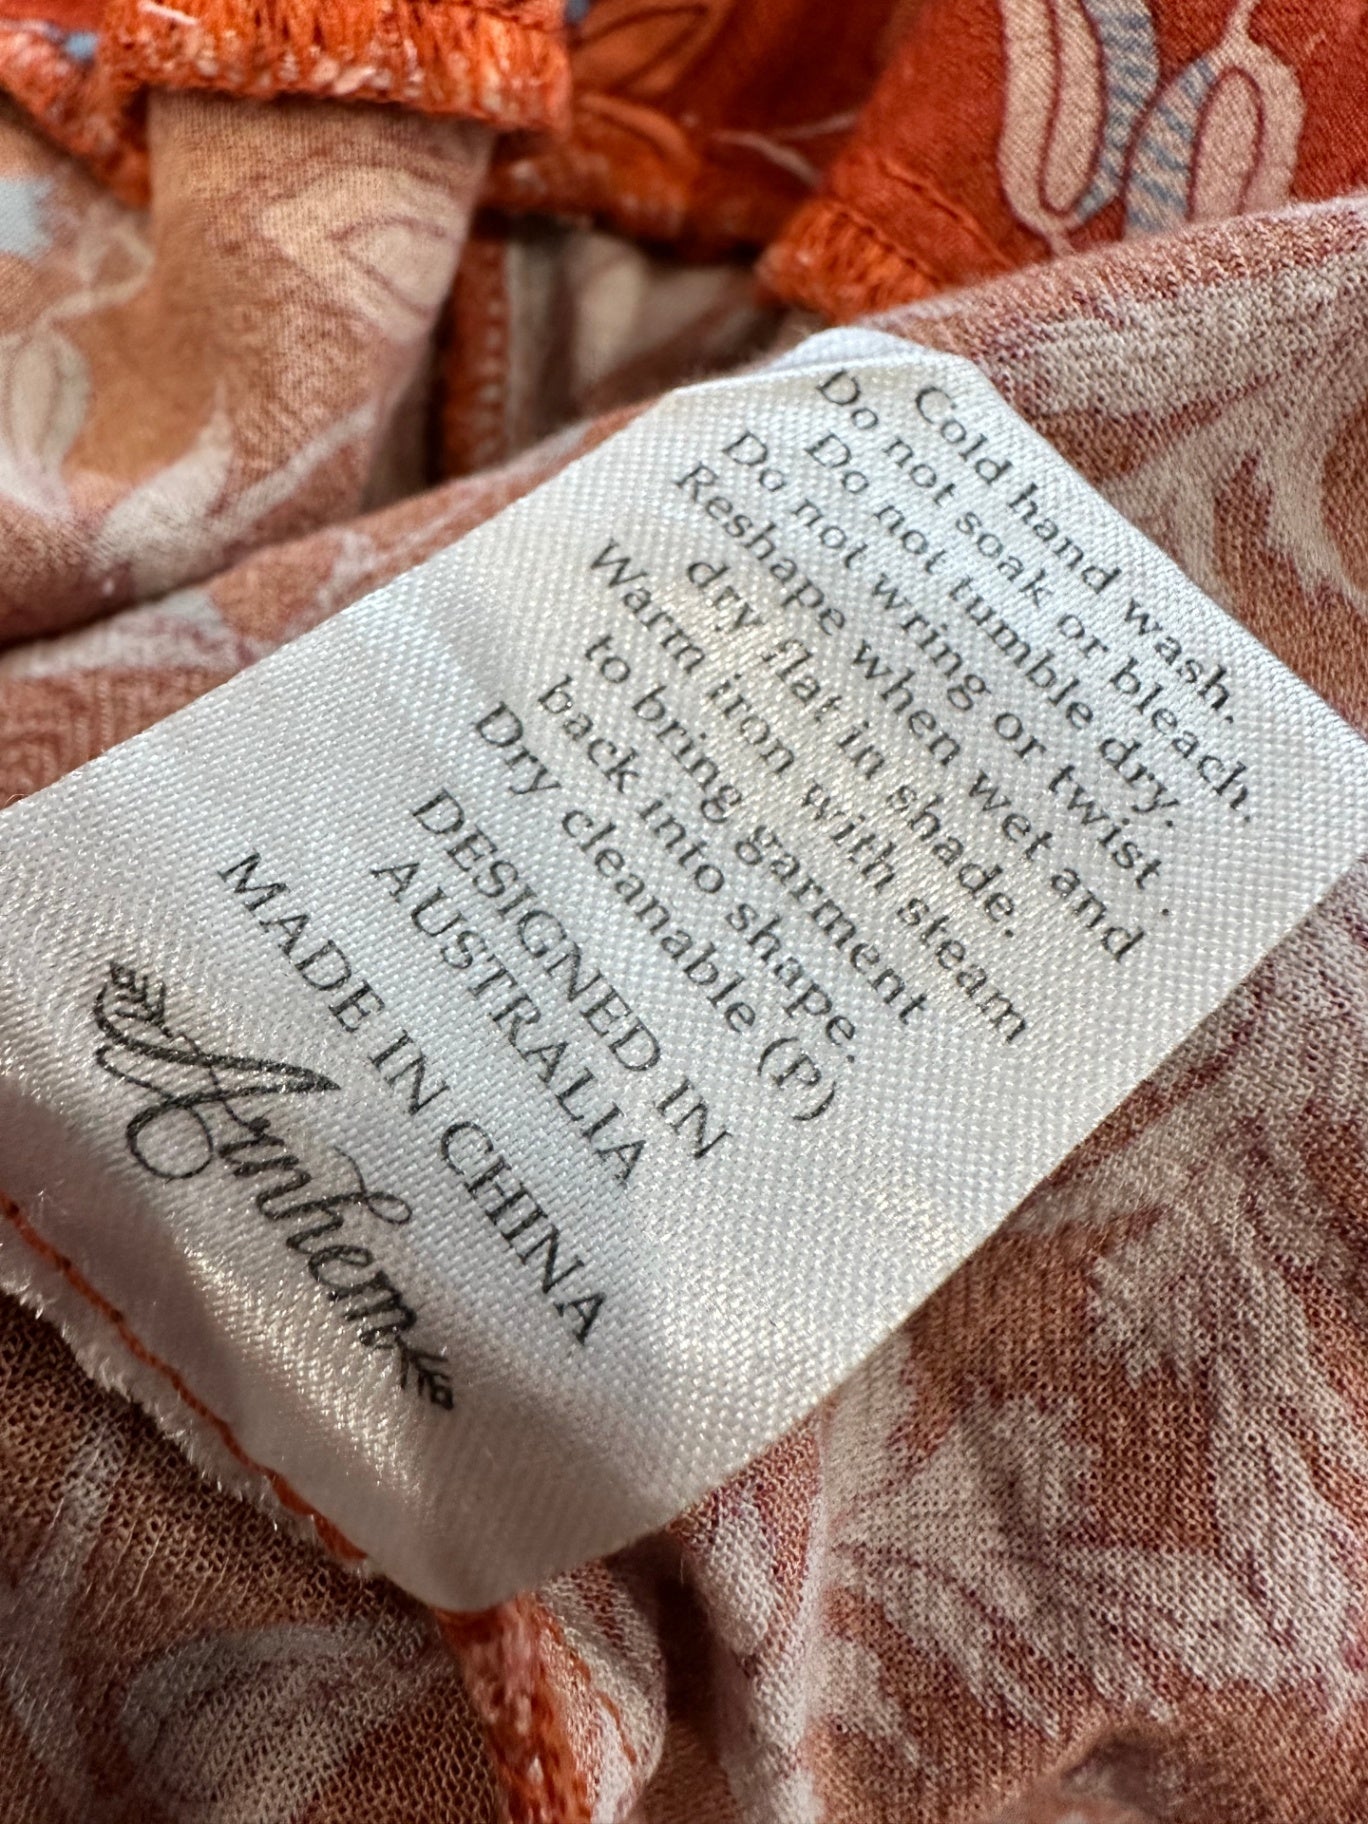 Cold hand wash.
Do not soak or bleach.
Do not tumble dry.
Do not wring or twist.
Reshape when wet and
dry flat in shade.
Warm iron with steam
to bring garment
back into shape.
Dry cleanable (P)
DESIGNED IN
AUSTRALIA
MADE IN CHINA
Arnhem